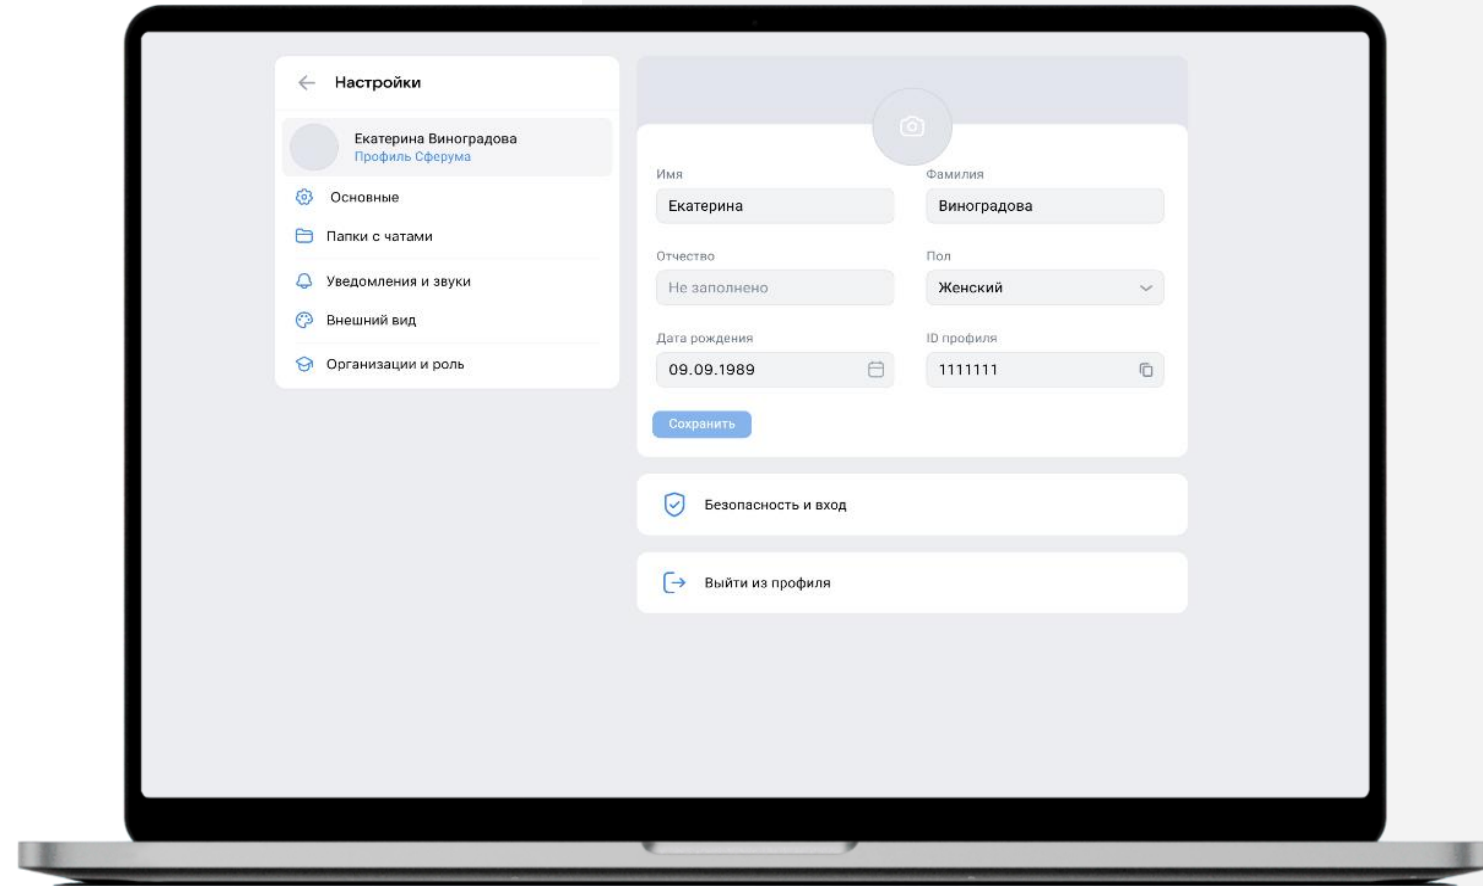 Настройки
Екатерина Виноградова
Профиль Сферума
Основные
Папки с чатами
Уведомления и звуки
Внешний вид
Организации и роль
Имя
Фамилия
Екатерина
Виноградова
Отчество
Пол
Не заполнено
Женский
Дата рождения
ID профиля
09.09.1989
1111111
Сохранить
Безопасность и вход
Выйти из профиля